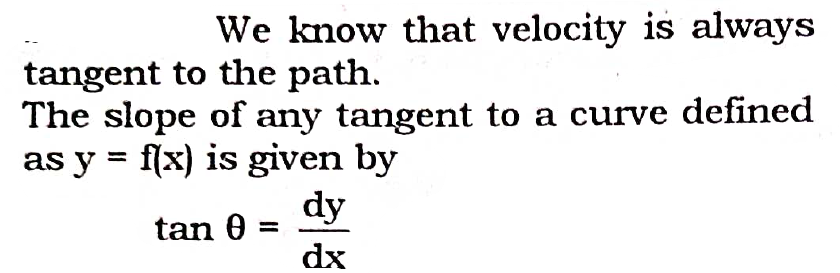 We know that velocity is always
tangent to the path.
The slope of any tangent to a curve defined
as y = f(x) is given by
tan θ = dy/dx